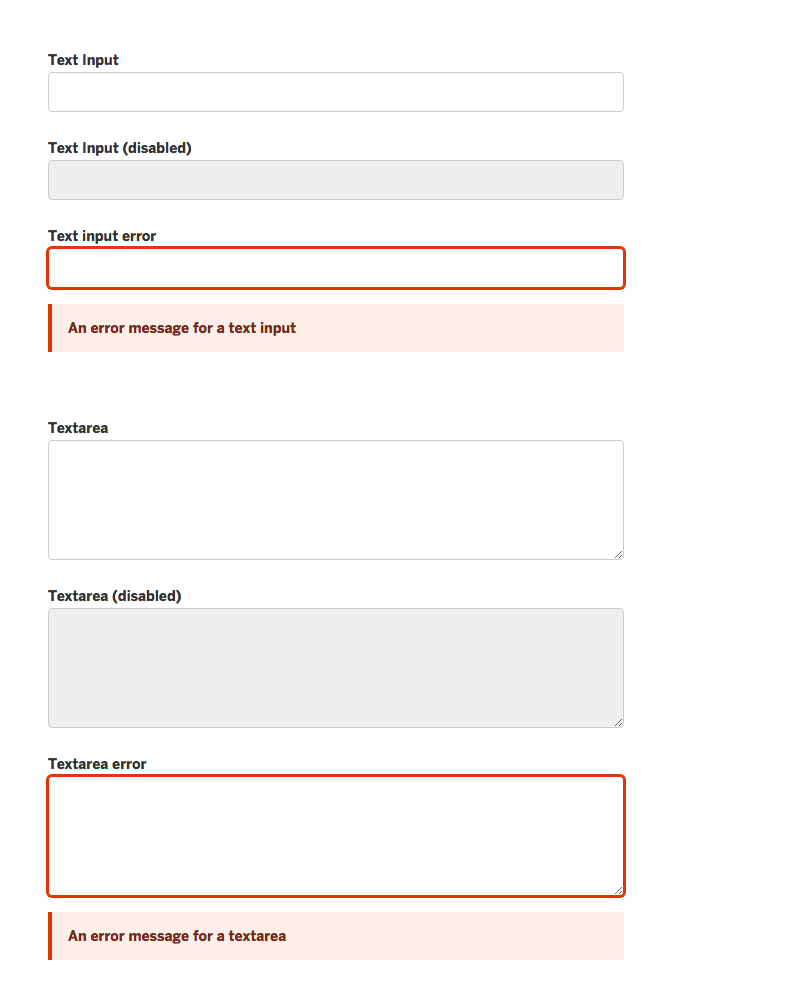 Text Input
Text Input (disabled)
Text input error
An error message for a text input
Textarea
Textarea (disabled)
Textarea error
An error message for a textarea